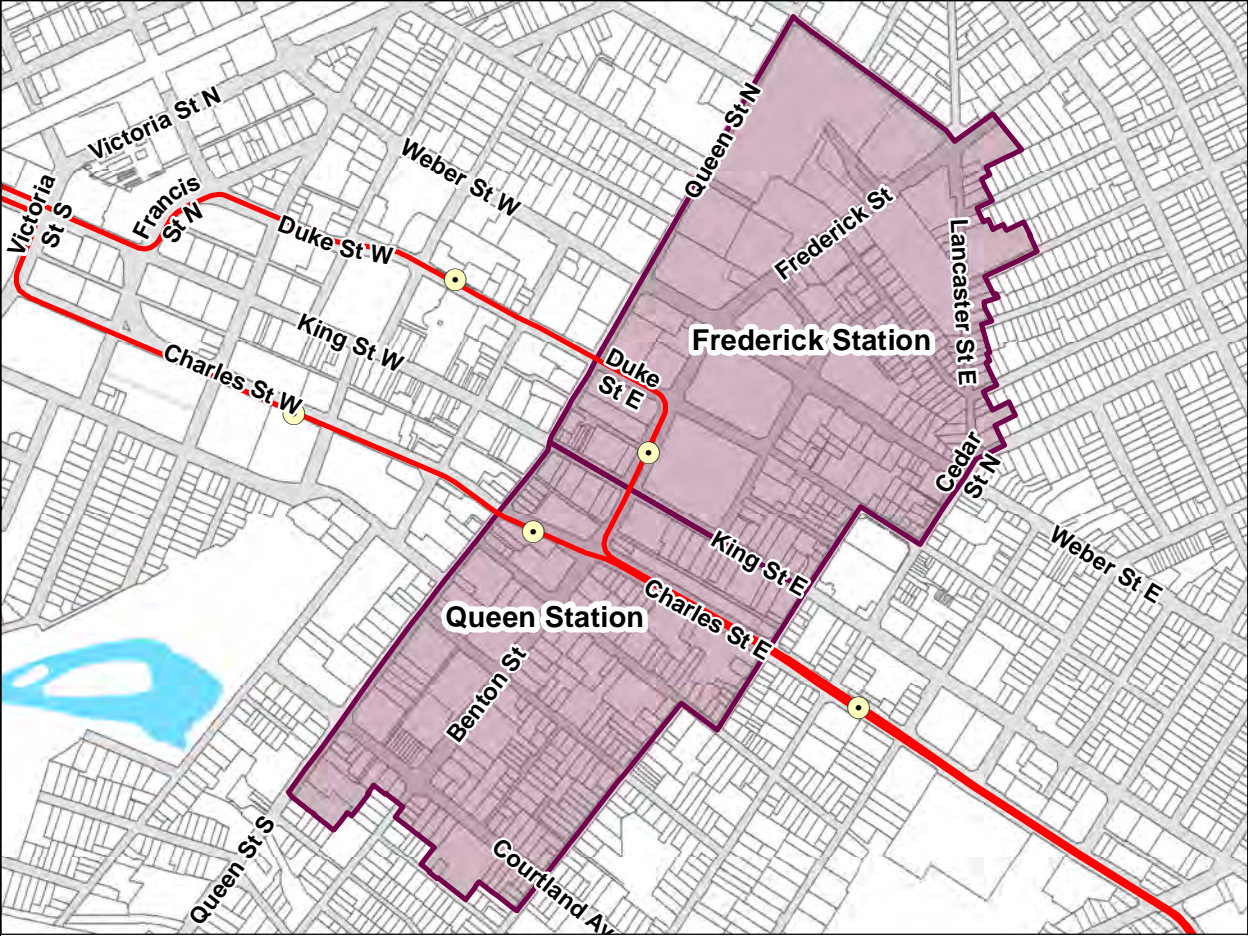 Victoria St N
Queen St N
Weber St W
Victoria
St S
Francis
St N
Duke St W
Frederick St
Lancaster St E
King St W
Frederick Station
Charles St W
Duke
St E
Cedar
St N
King St E
Weber St E
Charles St E
Queen Station
Benton St
Queen St S
Courtland Av